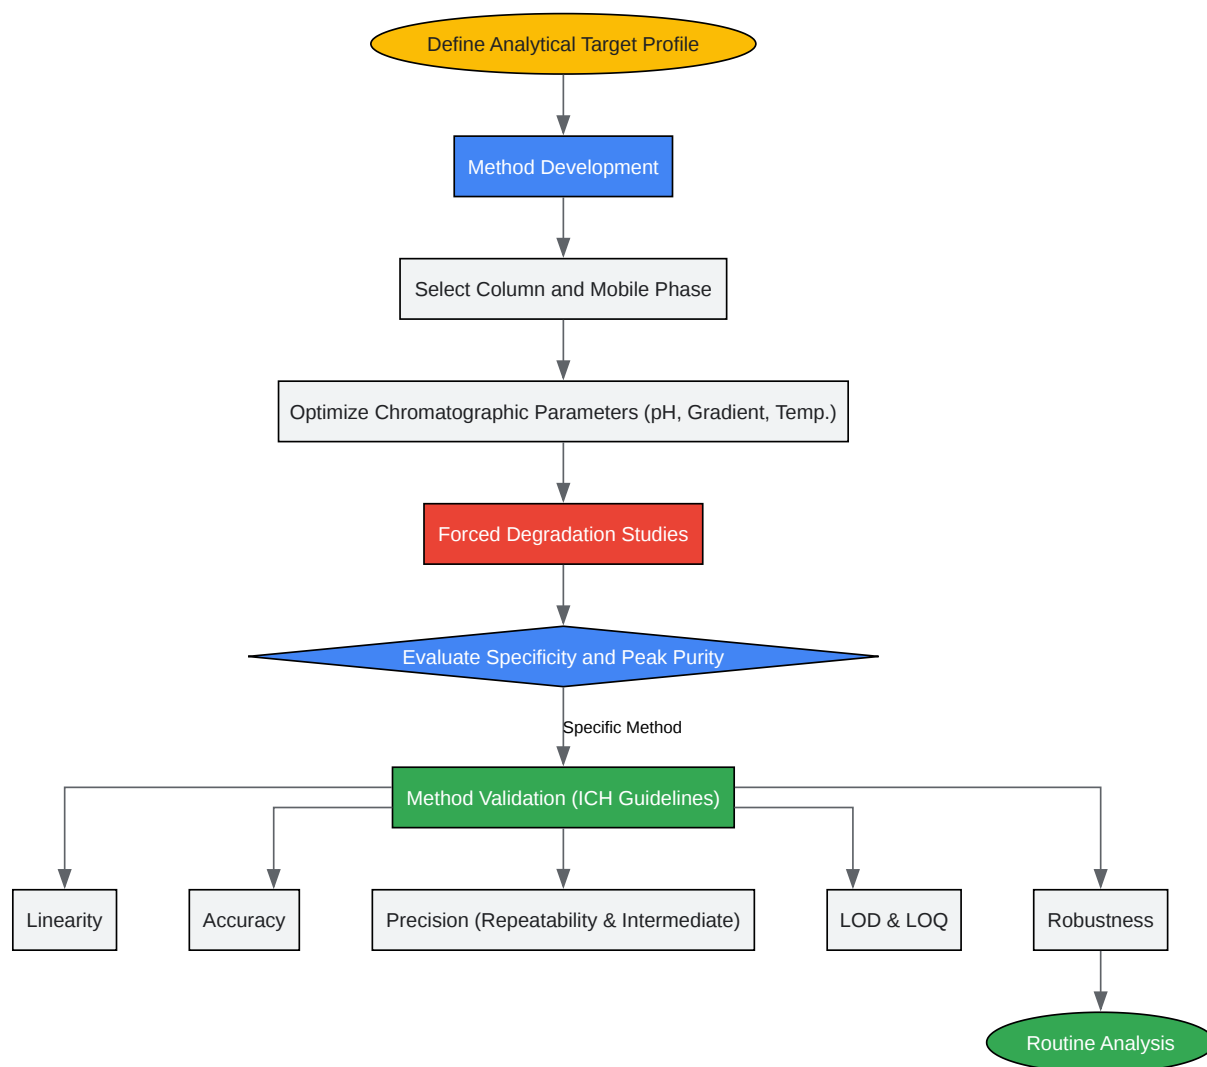 Define Analytical Target Profile
Method Development
Select Column and Mobile Phase
Optimize Chromatographic Parameters (pH, Gradient, Temp.)
Forced Degradation Studies
Evaluate Specificity and Peak Purity
Specific Method
Method Validation (ICH Guidelines)
Linearity
Accuracy
Precision (Repeatability & Intermediate)
LOD & LOQ
Robustness
Routine Analysis